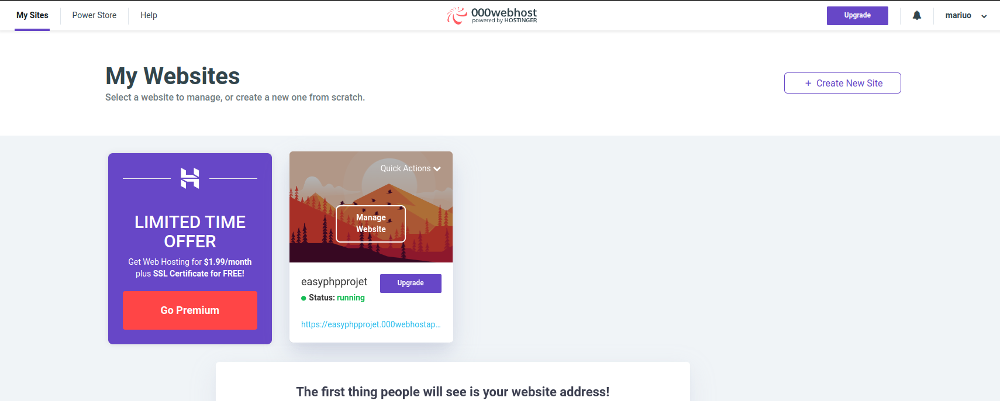 My Sites
Power Store
Help
000webhost
powered by HOSTINGER
Upgrade
mariuo
My Websites
Select a website to manage, or create a new one from scratch.
+ Create New Site
LIMITED TIME
OFFER
Get Web Hosting for $1.99/month
plus SSL Certificate for FREE!
Go Premium
Quick Actions
Manage
Website
easyphpprojet
Upgrade
Status: running
https://easyphpprojet.000webhostap...
The first thing people will see is your website address!